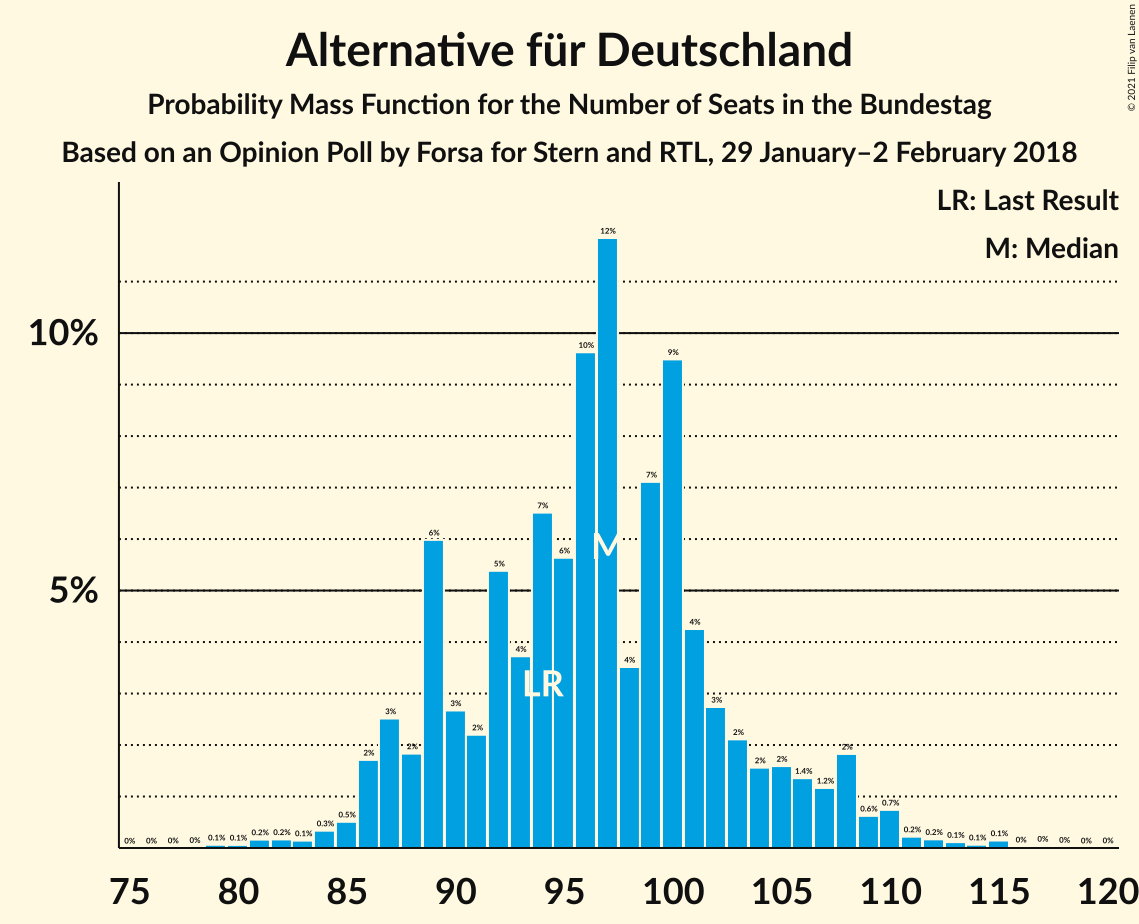 Alternative für Deutschland
Probability Mass Function for the Number of Seats in the Bundestag
Based on an Opinion Poll by Forsa for Stern and RTL, 29 January–2 February 2018
© 2021 Filip van Laenen
LR: Last Result
M: Median
10%
5%
0% 0% 0% 0% 0.1% 0.1% 0.2% 0.2% 0.1% 0.3% 0.5% 2% 3% 2% 6% 3% 2% 5% 4% 7% 6% 10% 12% 4% 7% 9% 4% 3% 2% 2% 2% 1.4% 1.2% 2% 0.6% 0.7% 0.2% 0.2% 0.1% 0.1% 0.1% 0% 0% 0% 0% 0%
M
LR
75 80 85 90 95 100 105 110 115 120